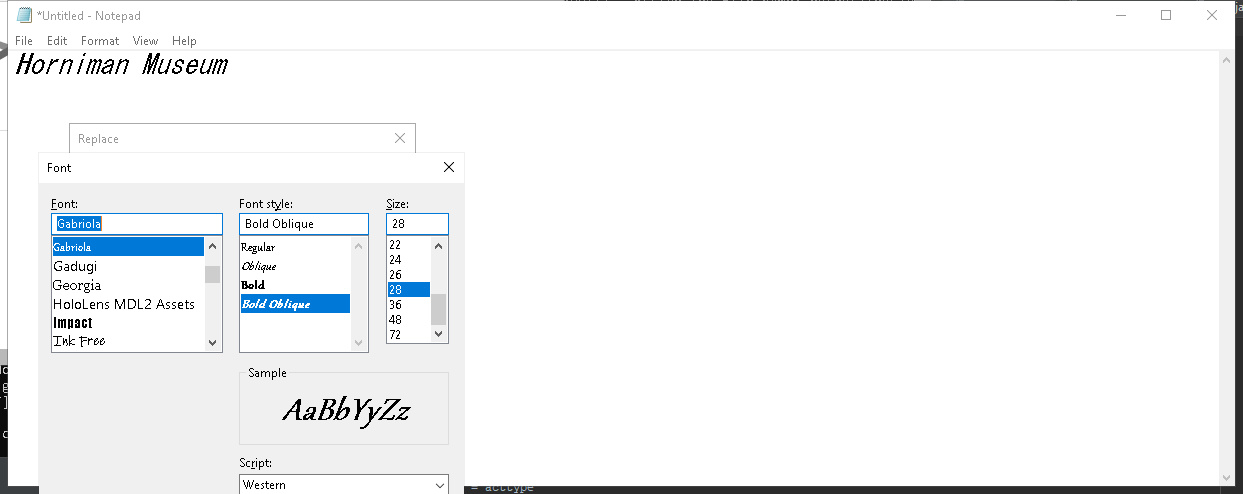 *Untitled - Notepad
File Edit Format View Help
Horniman Museum
Replace
Font
Font:
Gabriola
Gabriola
Gadugi
Georgia
HoloLens MDL2 Assets
Impact
Ink Free
Font style:
Bold Oblique
Regular
Oblique
Bold
Bold Oblique
Size:
28
22
24
26
28
36
48
72
Sample
AaBbYyZz
Script:
Western
= acttype